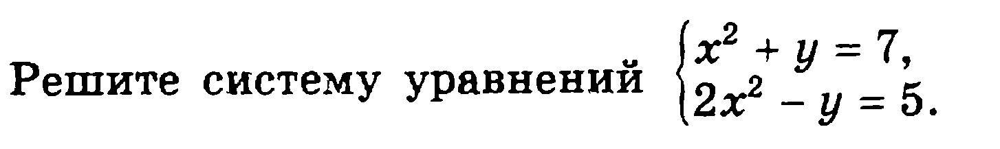 Решите систему уравнений { x² + y = 7,
2x² − y = 5.